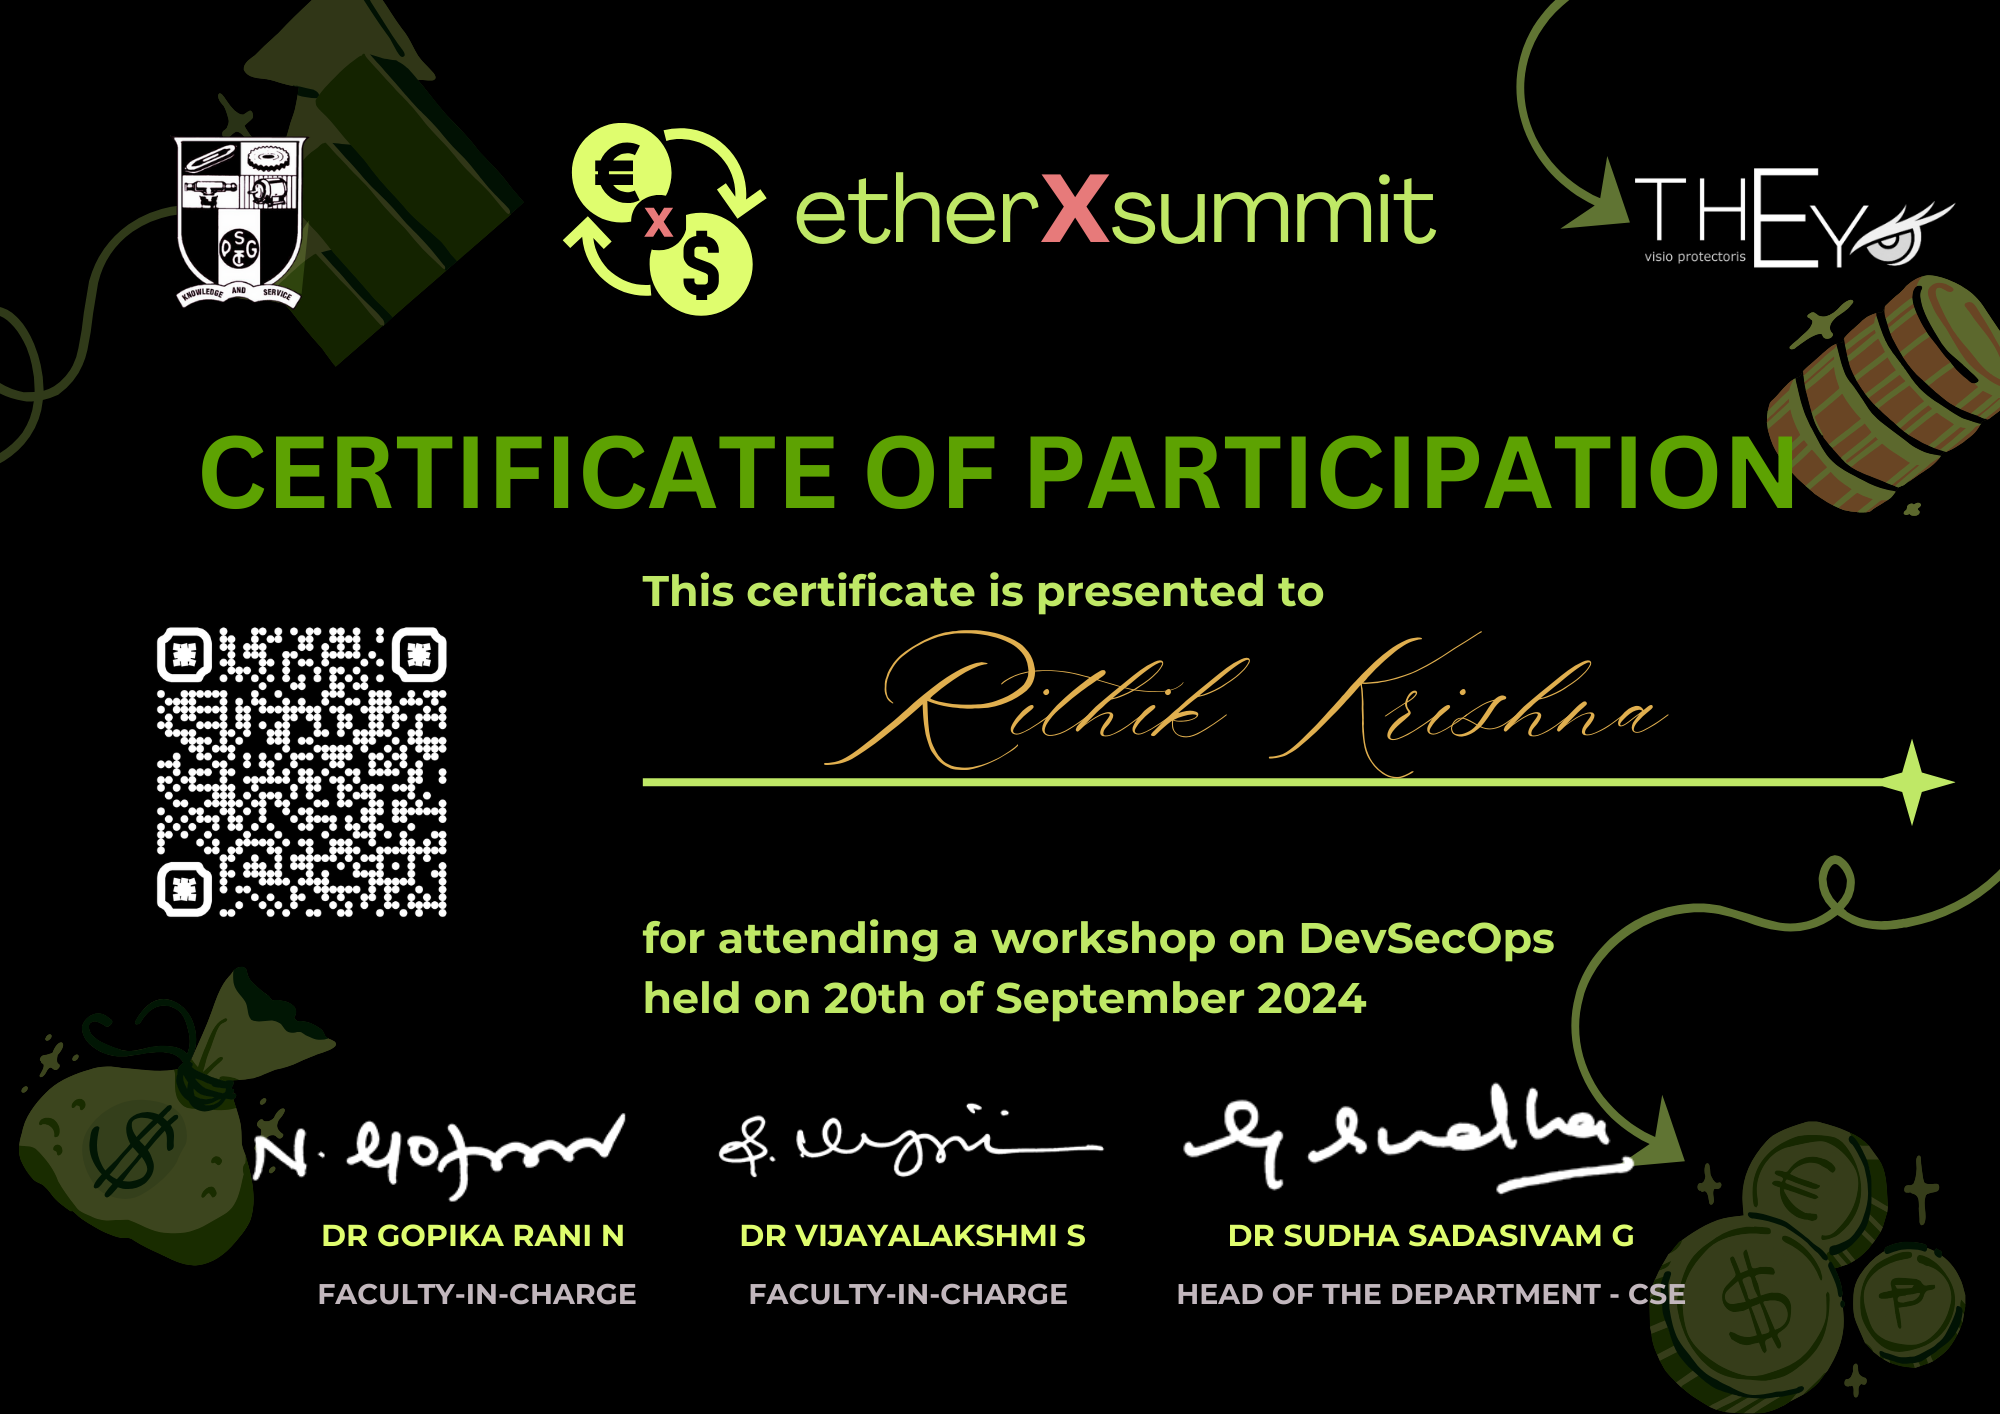 KNOWLEDGE AND SERVICE
etherXsummit
THEY
visio protectoris
CERTIFICATE OF PARTICIPATION
This certificate is presented to
Rithik Krishna
for attending a workshop on DevSecOps
held on 20th of September 2024
DR GOPIKA RANI N
DR VIJAYALAKSHMI S
DR SUDHA SADASIVAM G
FACULTY-IN-CHARGE
FACULTY-IN-CHARGE
HEAD OF THE DEPARTMENT - CSE